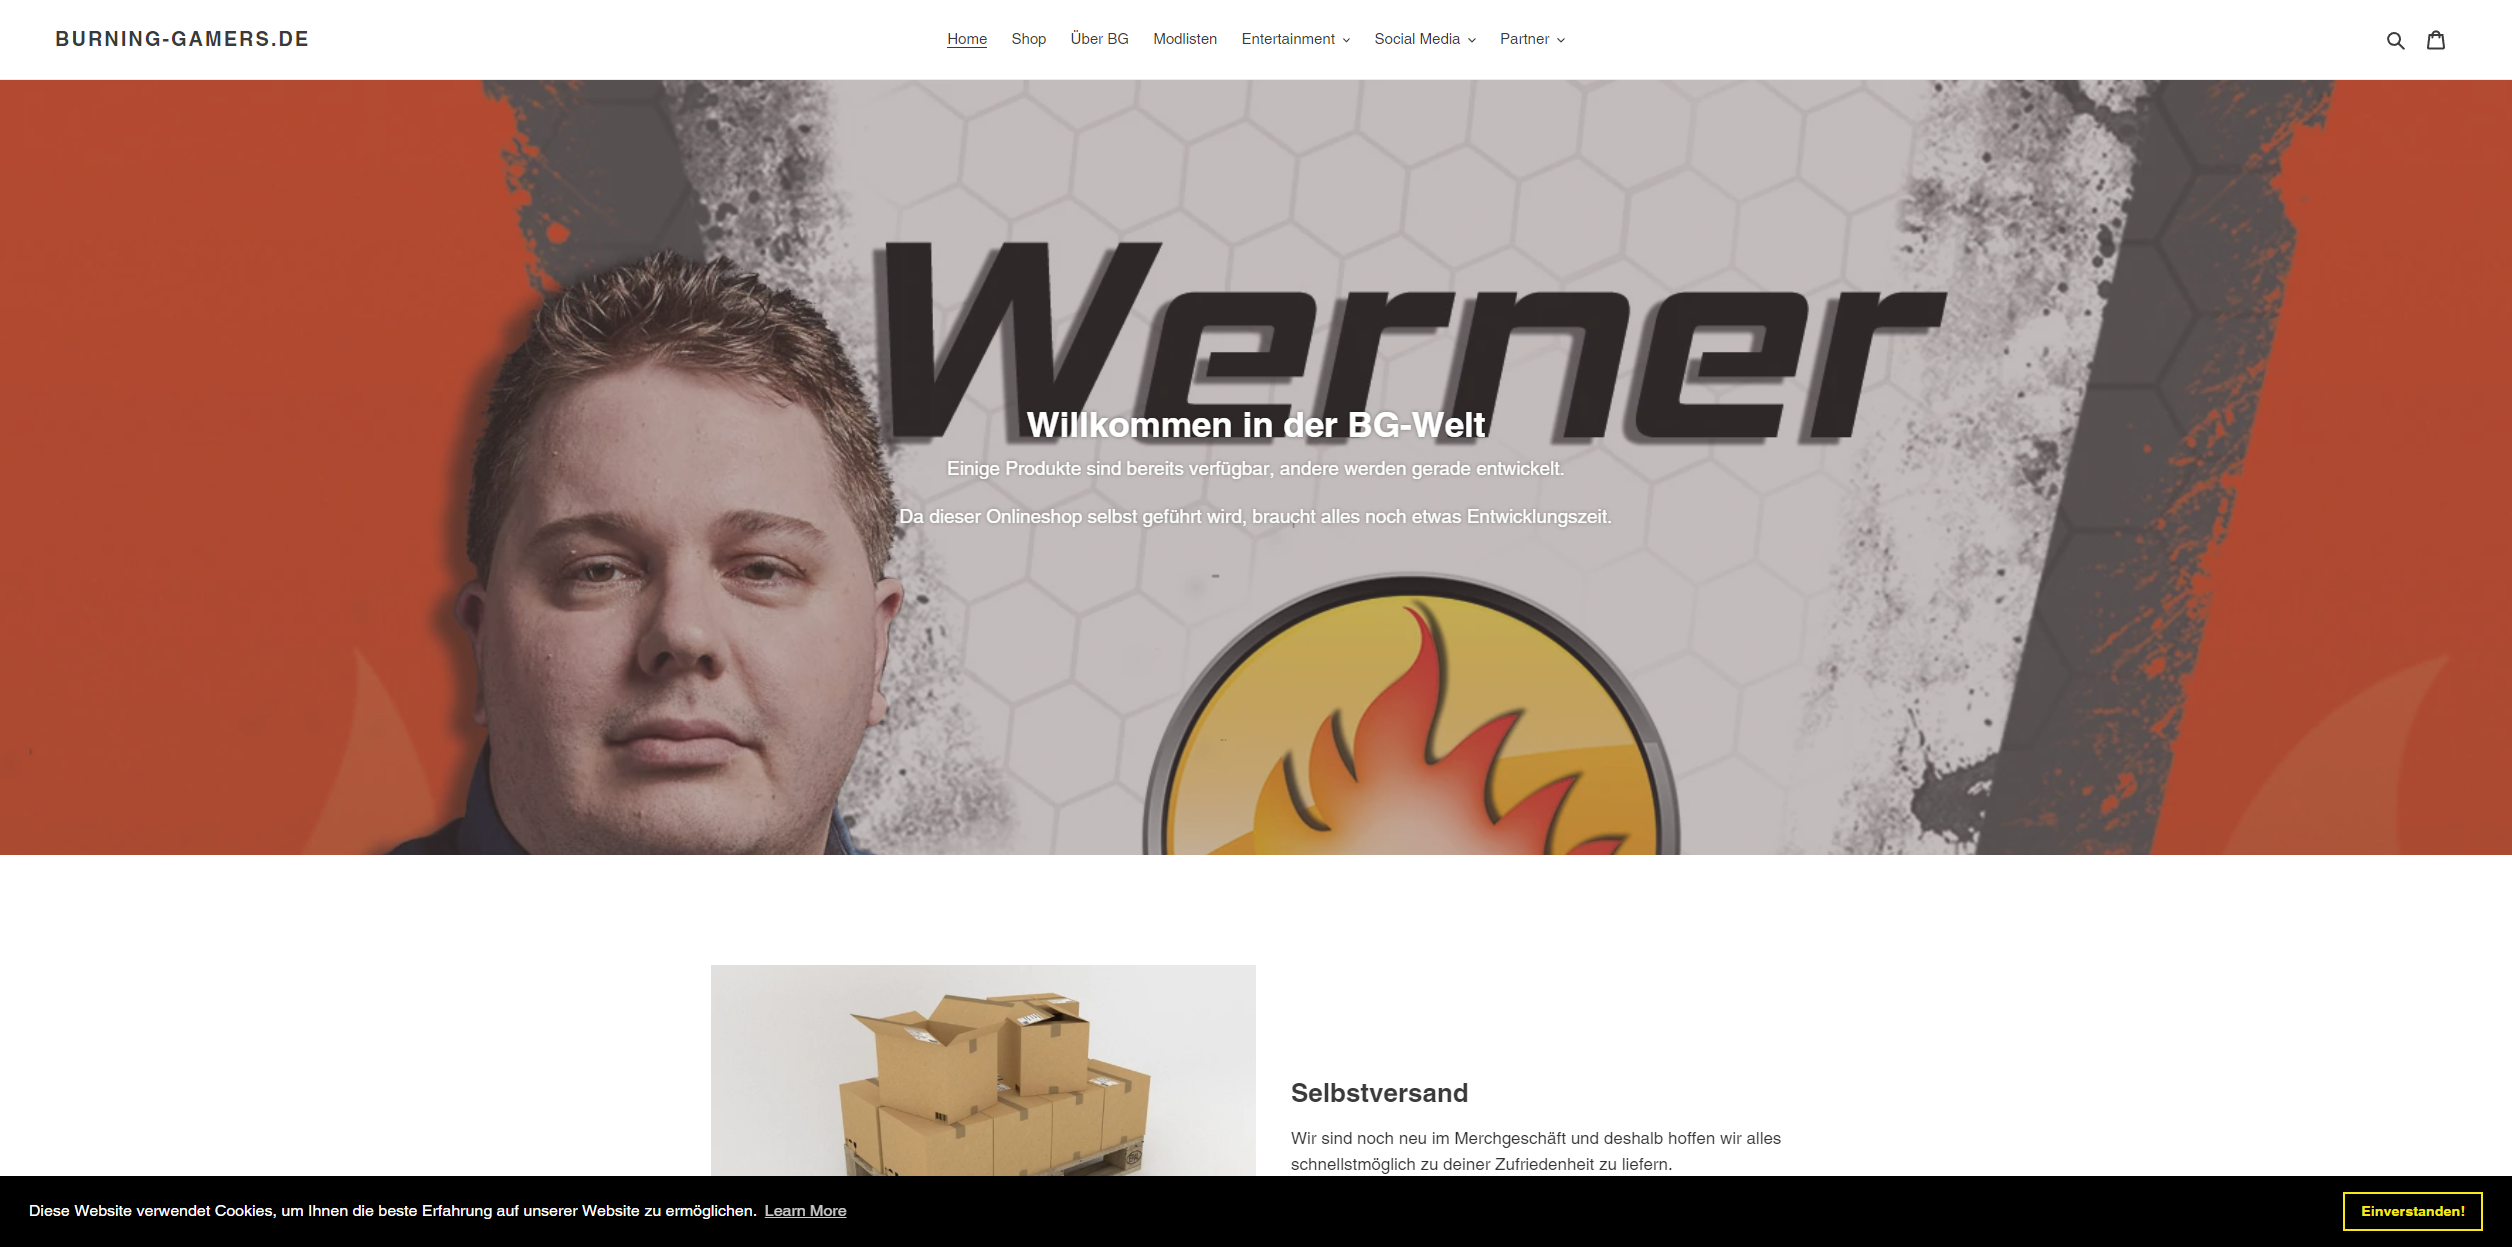 BURNING-GAMERS.DE
Home Shop Über BG Modlisten Entertainment Social Media Partner
Werner
Willkommen in der BG-Welt
Einige Produkte sind bereits verfügbar, andere werden gerade entwickelt.
Da dieser Onlineshop selbst geführt wird, braucht alles noch etwas Entwicklungszeit.
Selbstversand
Wir sind noch neu im Merchgeschäft und deshalb hoffen wir alles
schnellstmöglich zu deiner Zufriedenheit zu liefern.
Diese Website verwendet Cookies, um Ihnen die beste Erfahrung auf unserer Website zu ermöglichen. Learn More
Einverstanden!